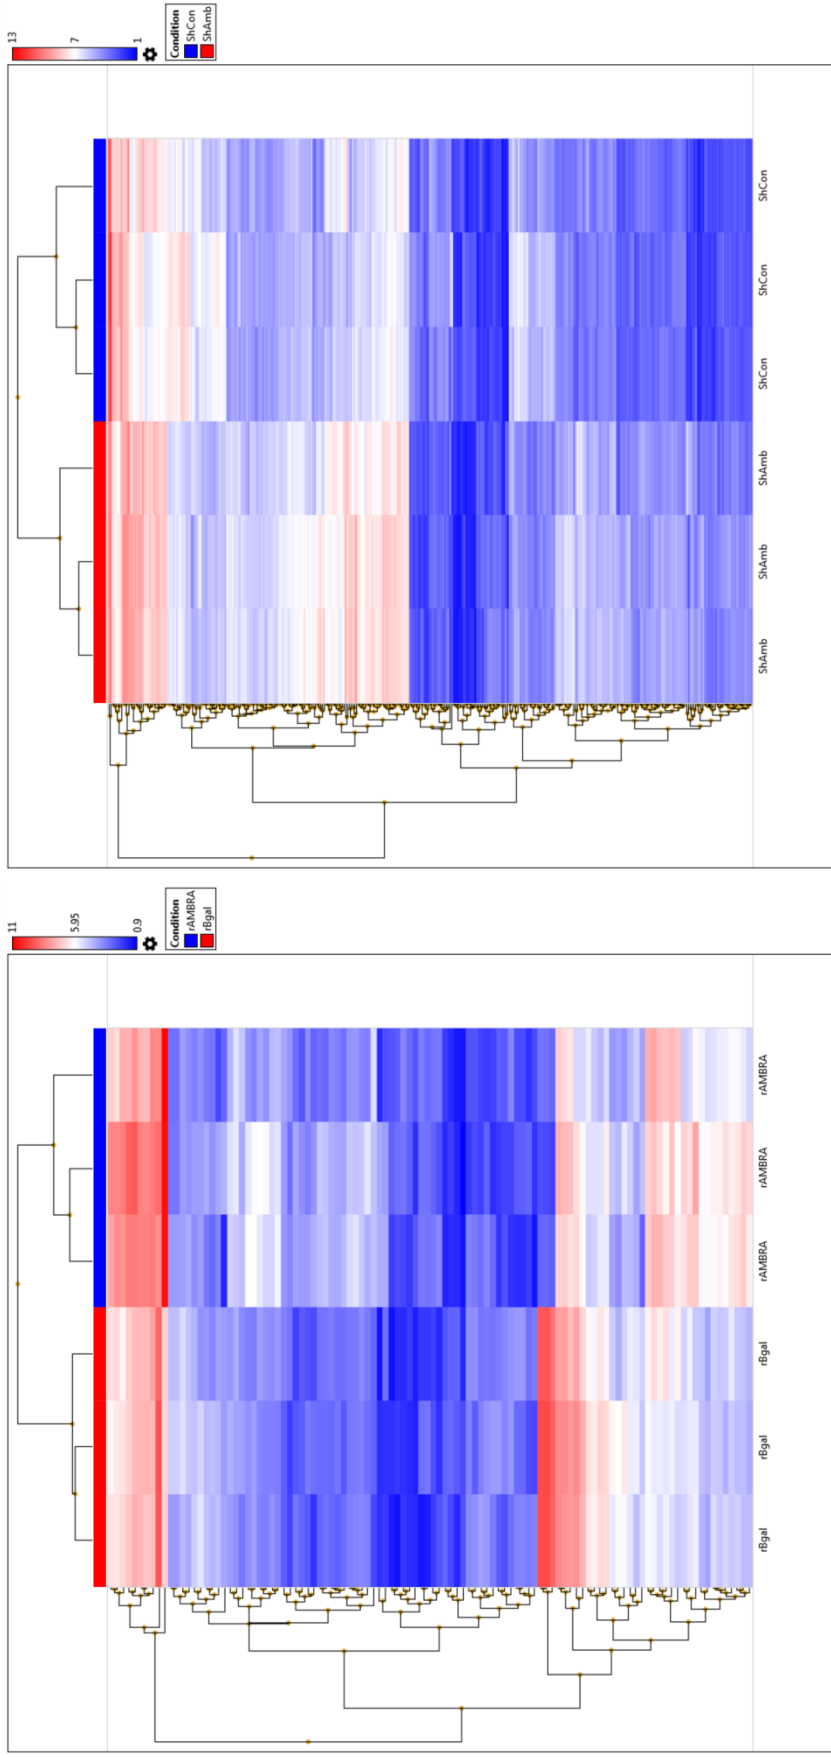 13
7
1
Condition
ShCon
ShAmb
ShCon
ShCon
ShCon
ShAmb
ShAmb
ShAmb
11
5.95
0.9
Condition
rAMBRA
rBgal
rAMBRA
rAMBRA
rAMBRA
rBgal
rBgal
rBgal